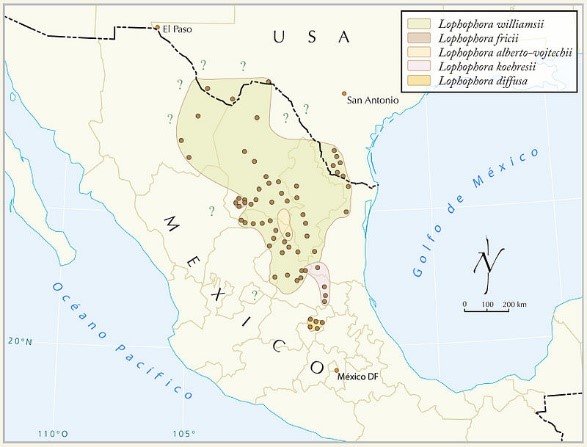 El Paso
U S A
Lophophora williamsii
Lophophora fricii
Lophophora alberto-vojtechii
Lophophora koehresii
Lophophora diffusa
?
?
?
?
?
?
?
?
San Antonio
0
M E X I C O
Golfo de México
N
0 100 200 km
Océano Pacífico
20°N
México DF
110°O
105°